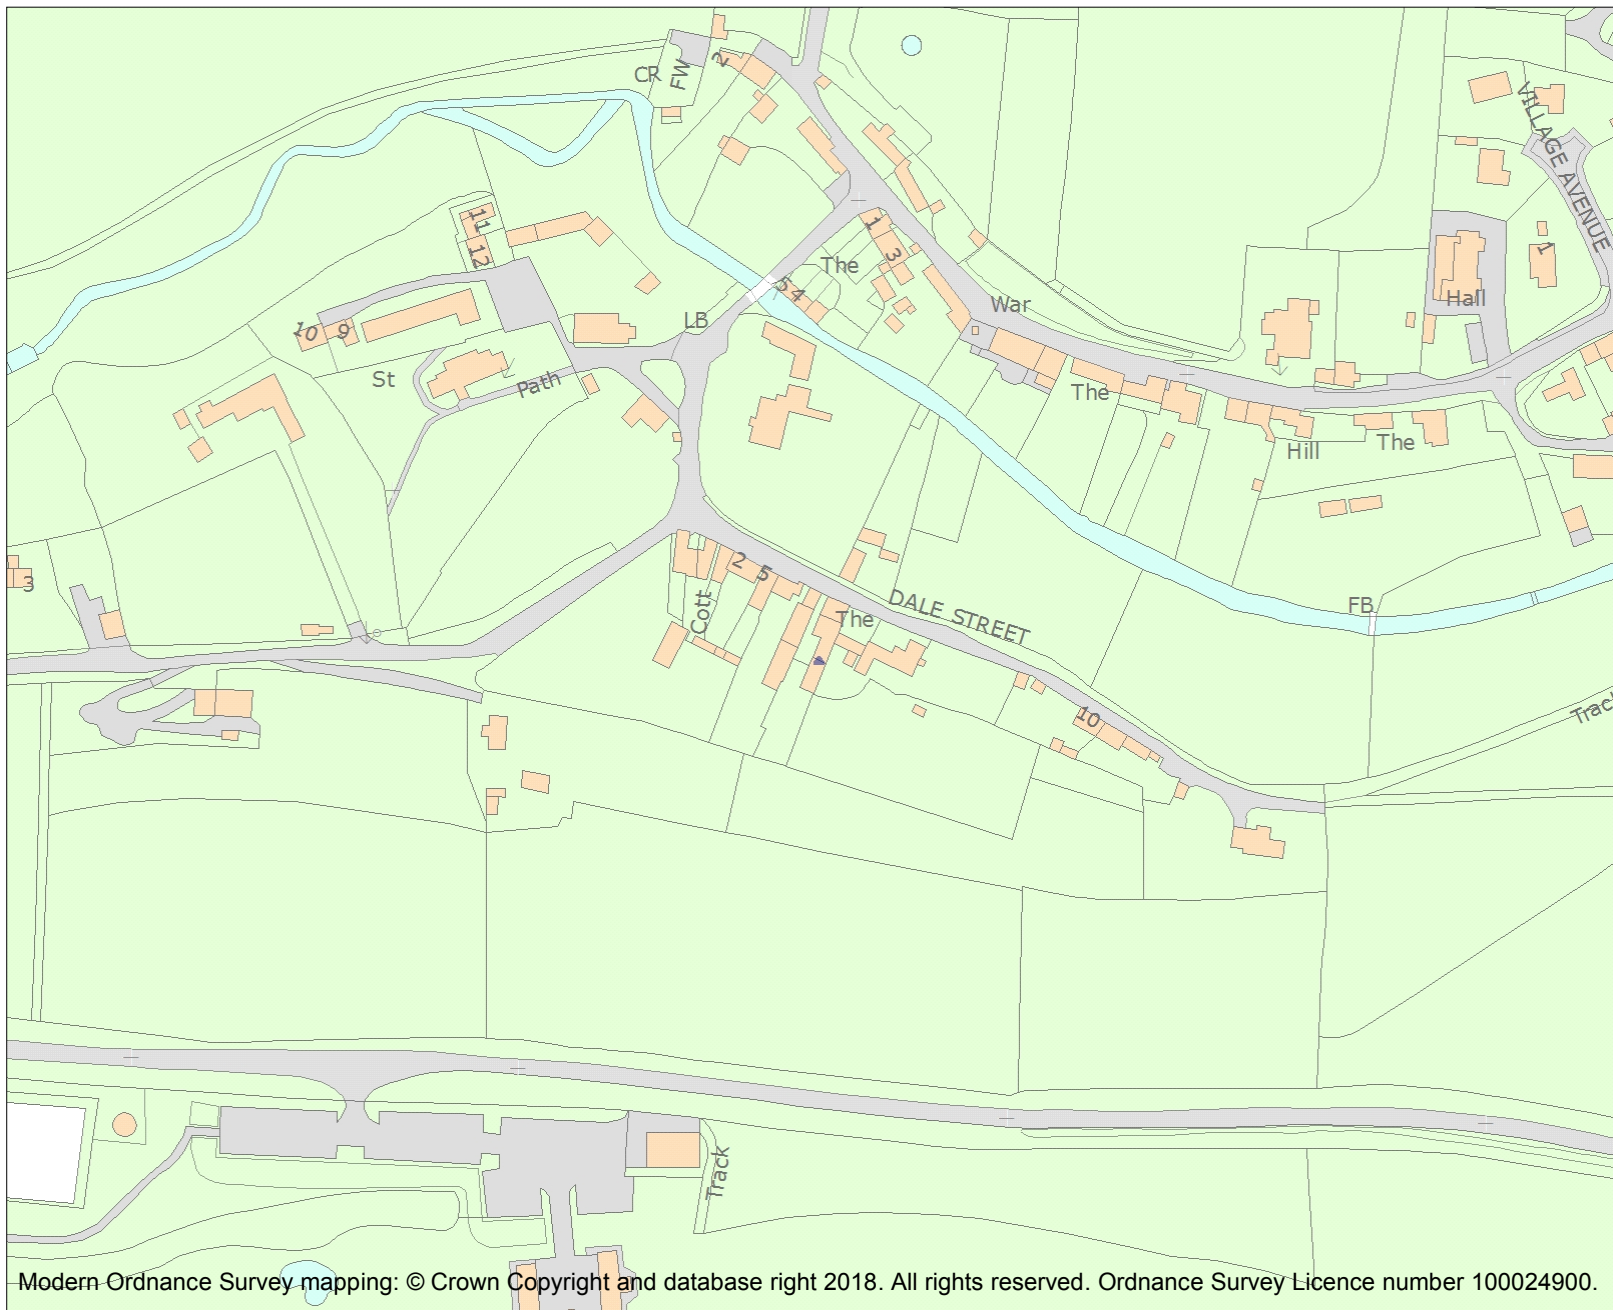 CR
FW
2
VILLAGE AVENUE
11
12
1
3
The
5 4
1
Hall
War
LB
10
9
St
Path
The
Hill
The
3
2
5
Cott
The
DALE STREET
FB
10
Track
Track
Modern Ordnance Survey mapping: © Crown Copyright and database right 2018. All rights reserved. Ordnance Survey Licence number 100024900.